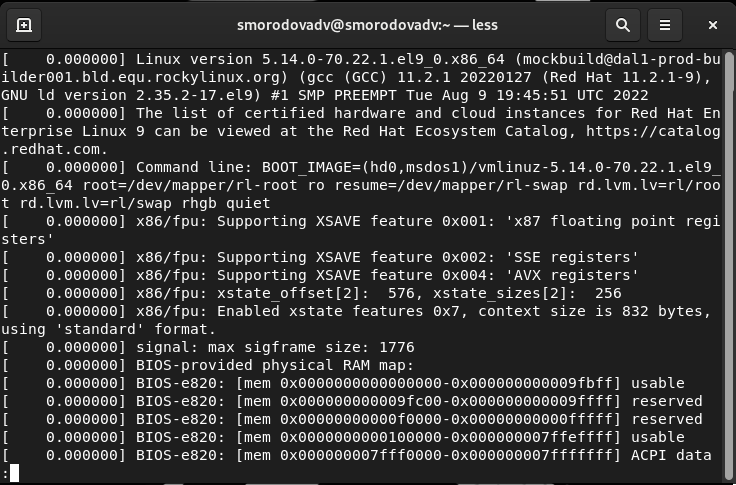 smorodovadv@smorodovadv:~ — less
[    0.000000] Linux version 5.14.0-70.22.1.el9_0.x86_64 (mockbuild@dal1-prod-bu
ilder001.bld.equ.rockylinux.org) (gcc (GCC) 11.2.1 20220127 (Red Hat 11.2.1-9),
GNU ld version 2.35.2-17.el9) #1 SMP PREEMPT Tue Aug 9 19:45:51 UTC 2022
[    0.000000] The list of certified hardware and cloud instances for Red Hat En
terprise Linux 9 can be viewed at the Red Hat Ecosystem Catalog, https://catalog
.redhat.com.
[    0.000000] Command line: BOOT_IMAGE=(hd0,msdos1)/vmlinuz-5.14.0-70.22.1.el9_
0.x86_64 root=/dev/mapper/rl-root ro resume=/dev/mapper/rl-swap rd.lvm.lv=rl/roo
t rd.lvm.lv=rl/swap rhgb quiet
[    0.000000] x86/fpu: Supporting XSAVE feature 0x001: 'x87 floating point regi
sters'
[    0.000000] x86/fpu: Supporting XSAVE feature 0x002: 'SSE registers'
[    0.000000] x86/fpu: Supporting XSAVE feature 0x004: 'AVX registers'
[    0.000000] x86/fpu: xstate_offset[2]:  576, xstate_sizes[2]:  256
[    0.000000] x86/fpu: Enabled xstate features 0x7, context size is 832 bytes,
using 'standard' format.
[    0.000000] signal: max sigframe size: 1776
[    0.000000] BIOS-provided physical RAM map:
[    0.000000] BIOS-e820: [mem 0x0000000000000000-0x000000000009fbff] usable
[    0.000000] BIOS-e820: [mem 0x000000000009fc00-0x000000000009ffff] reserved
[    0.000000] BIOS-e820: [mem 0x00000000000f0000-0x00000000000fffff] reserved
[    0.000000] BIOS-e820: [mem 0x0000000000100000-0x000000007ffeffff] usable
[    0.000000] BIOS-e820: [mem 0x000000007fff0000-0x000000007fffffff] ACPI data
: